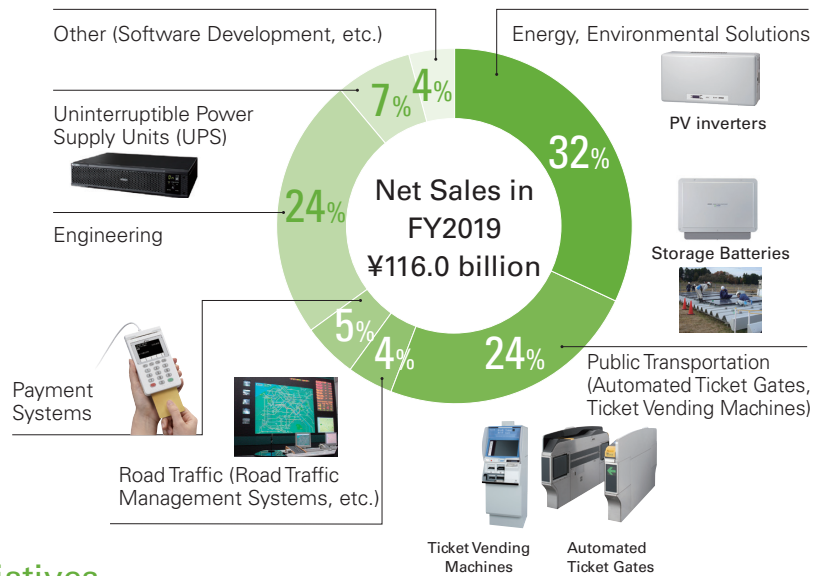 Other (Software Development, etc.)
Energy, Environmental Solutions
7%
4%
PV inverters
Uninterruptible Power
Supply Units (UPS)
32%
24%
Net Sales in
FY2019
¥116.0 billion
Engineering
Storage Batteries
5%
4%
24%
Public Transportation
(Automated Ticket Gates,
Ticket Vending Machines)
Payment
Systems
Road Traffic (Road Traffic
Management Systems, etc.)
Ticket Vending
Machines
Automated
Ticket Gates